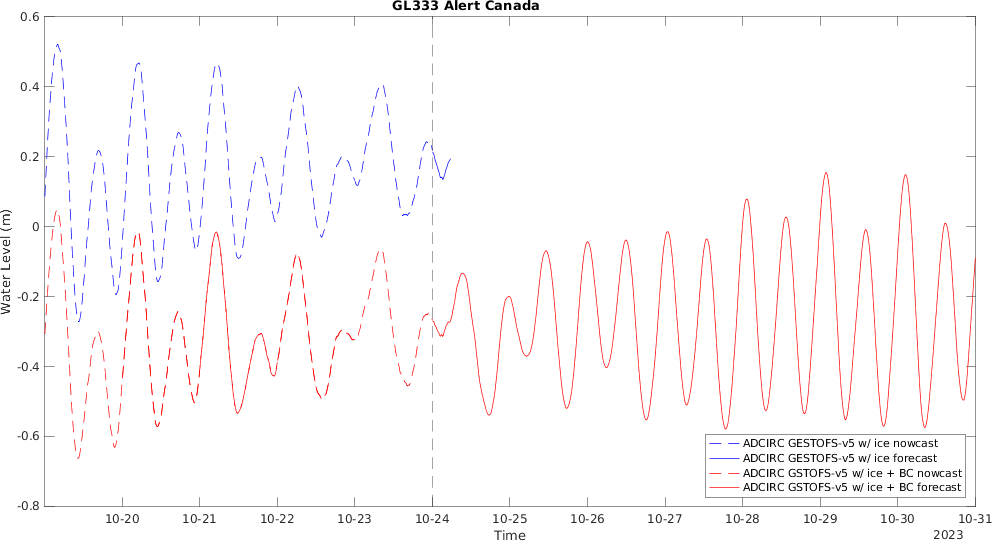 GL333 Alert Canada
0.6
0.4
0.2
0
-0.2
-0.4
-0.6
-0.8
Water Level (m)
10-20 10-21 10-22 10-23 10-24 10-25 10-26 10-27 10-28 10-29 10-30 10-31
Time
2023
ADCIRC GESTOFS-v5 w/ ice nowcast
ADCIRC GESTOFS-v5 w/ ice forecast
ADCIRC GSTOFS-v5 w/ ice + BC nowcast
ADCIRC GSTOFS-v5 w/ ice + BC forecast